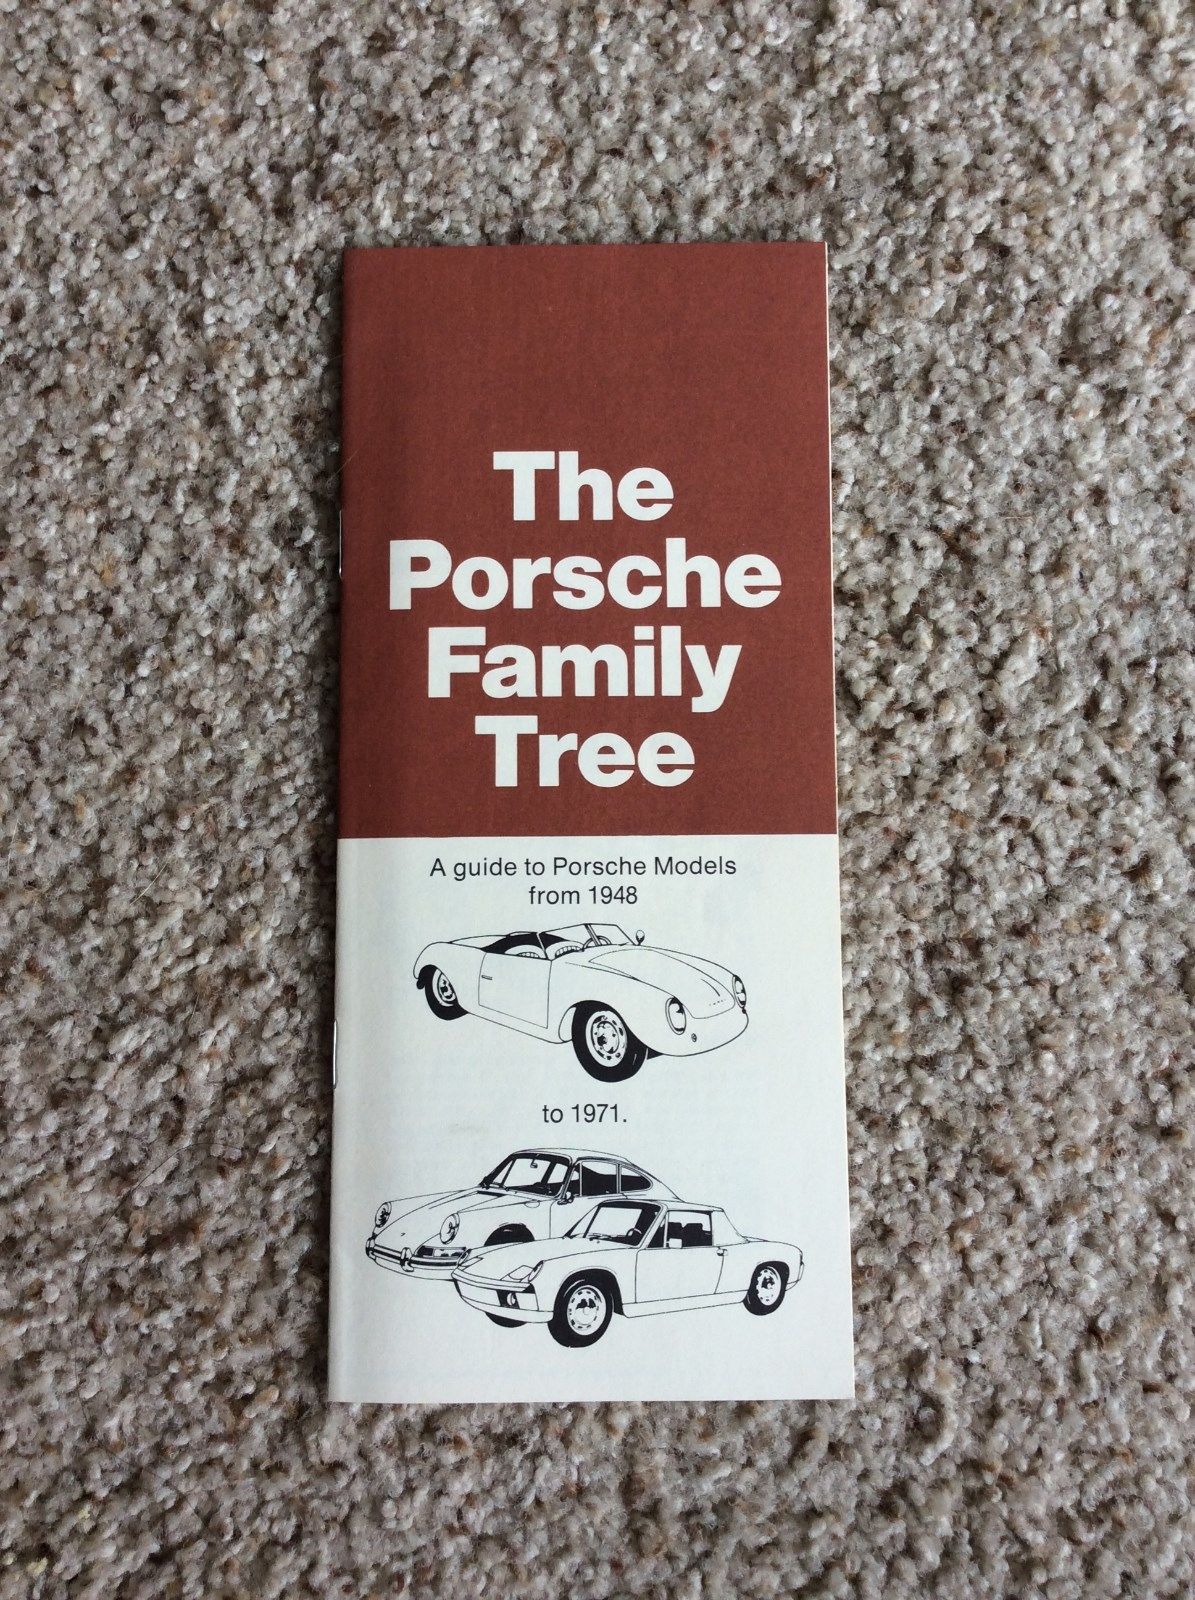 The
Porsche
Family
Tree
A guide to Porsche Models
from 1948
to 1971.